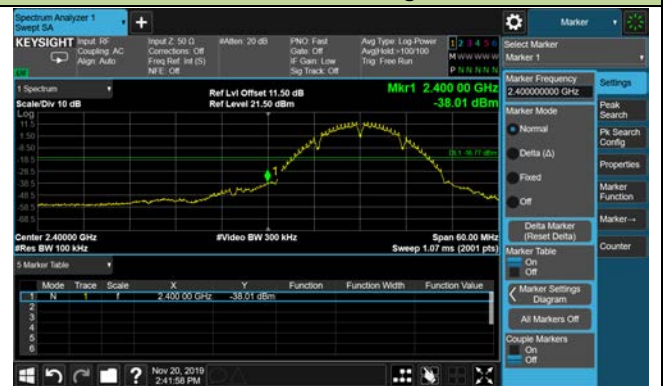 Spectrum Analyzer 1
Swept SA
Marker
KEYSIGHT
Input: RF
Coupling: AC
Align: Auto
Input Z: 50 Ω
Corrections: Off
Freq Ref: Int (S)
NFE: Off
#Atten: 20 dB
PNO: Fast
Gate: Off
IF Gain: Low
Sig Track: Off
Avg Type: Log-Power
Avg|Hold: >100/100
Trig: Free Run
1 2 3 4 5 6
M W W W W W
P N N N N N
Select Marker
Marker 1
1 Spectrum
Scale/Div 10 dB
Log
Ref Lvl Offset 11.50 dB
Ref Level 21.50 dBm
Mkr1 2.400 00 GHz
-38.01 dBm
11.5
1.50
-8.50
-18.5
-28.5
-38.5
-48.5
-58.5
-68.5
DL1 -16.77 dBm
1
Center 2.40000 GHz
#Res BW 100 kHz
#Video BW 300 kHz
Span 60.00 MHz
Sweep 1.07 ms (2001 pts)
5 Marker Table
Mode Trace Scale X Y Function Function Width Function Value
1 N 1 f 2.400 00 GHz -38.01 dBm
2
3
4
5
6
Marker Frequency
2.400000000 GHz
Marker Mode
Normal
Delta (Δ)
Fixed
Off
Delta Marker
(Reset Delta)
Marker Table
On
Off
Marker Settings
Diagram
All Markers Off
Couple Markers
On
Off
Settings
Peak
Search
Pk Search
Config
Properties
Marker
Function
Marker→
Counter
Nov 20, 2019
2:41:58 PM